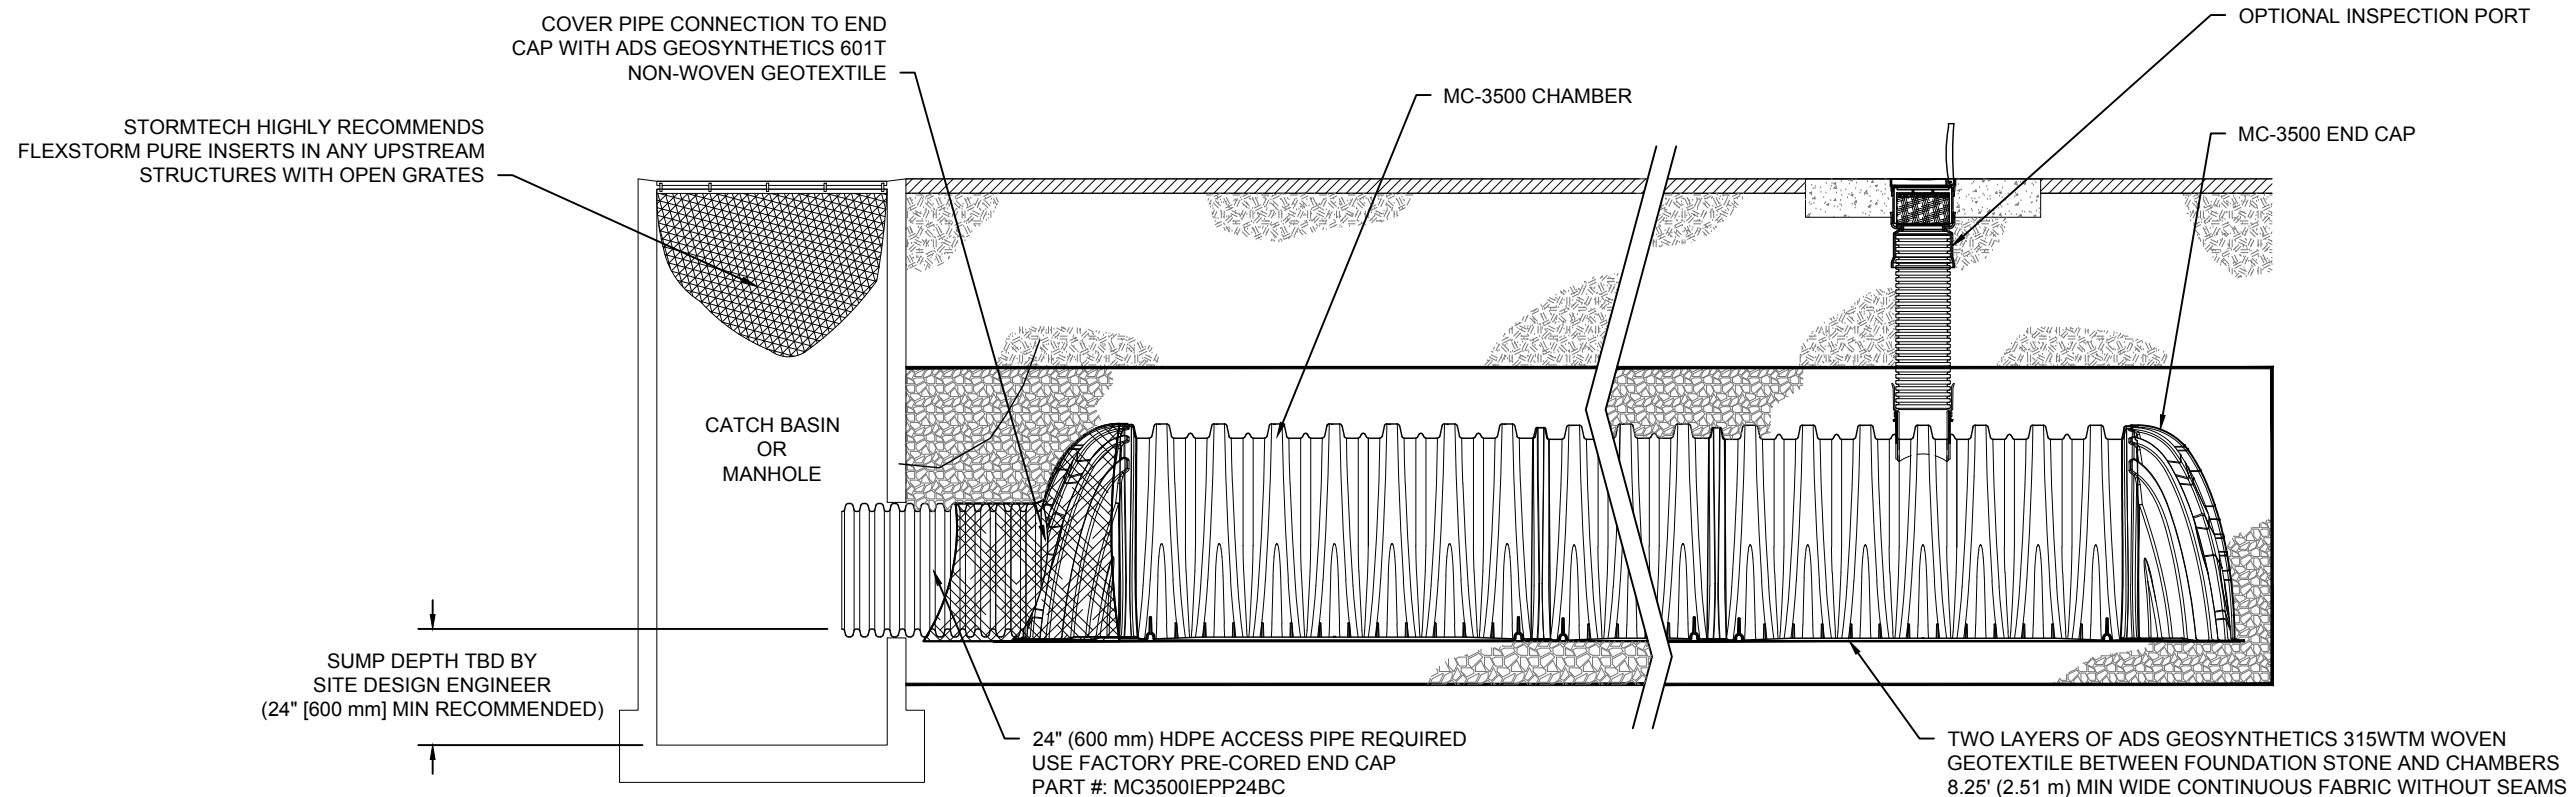 COVER PIPE CONNECTION TO END
CAP WITH ADS GEOSYNTHETICS 601T
NON-WOVEN GEOTEXTILE
OPTIONAL INSPECTION PORT
MC-3500 CHAMBER
STORMTECH HIGHLY RECOMMENDS
FLEXSTORM PURE INSERTS IN ANY UPSTREAM
STRUCTURES WITH OPEN GRATES
MC-3500 END CAP
CATCH BASIN
OR
MANHOLE
SUMP DEPTH TBD BY
SITE DESIGN ENGINEER
(24" [600 mm] MIN RECOMMENDED)
24" (600 mm) HDPE ACCESS PIPE REQUIRED
USE FACTORY PRE-CORED END CAP
PART #: MC3500IEPP24BC
TWO LAYERS OF ADS GEOSYNTHETICS 315WTM WOVEN
GEOTEXTILE BETWEEN FOUNDATION STONE AND CHAMBERS
8.25' (2.51 m) MIN WIDE CONTINUOUS FABRIC WITHOUT SEAMS